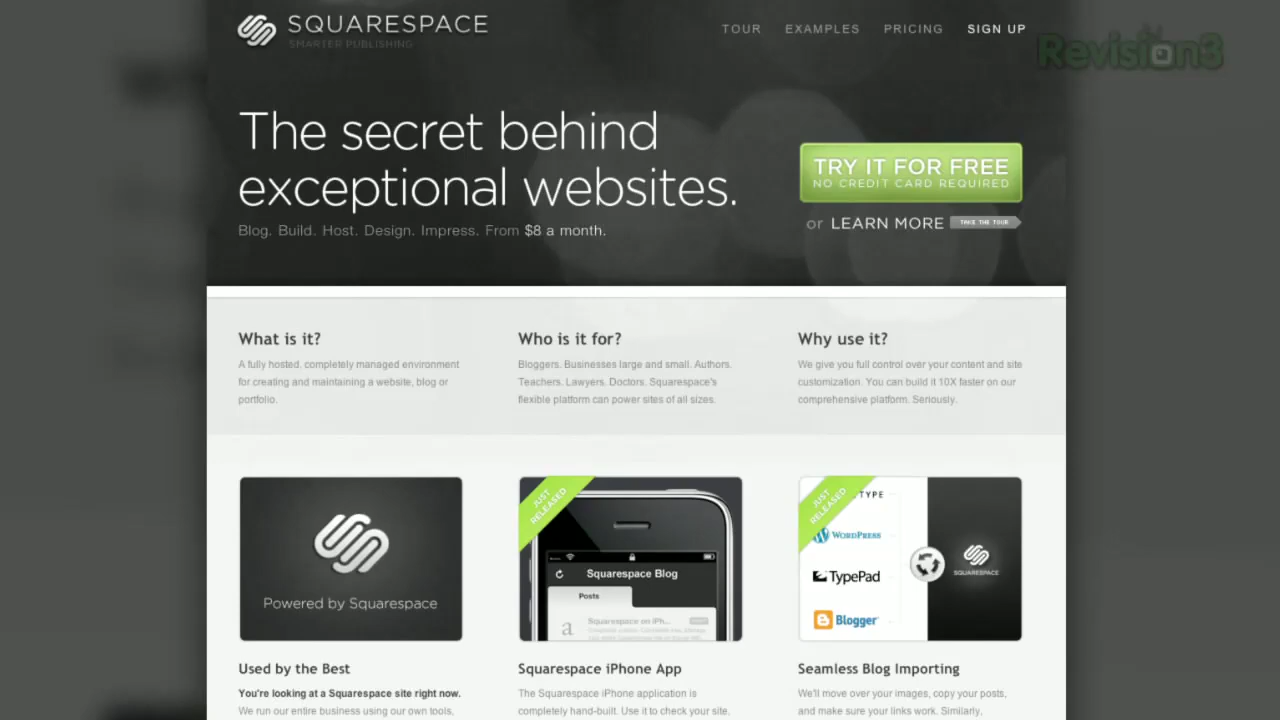 SQUARESPACE
SMARTER PUBLISHING
TOUR EXAMPLES PRICING SIGN UP
Revision3
The secret behind
exceptional websites.
Blog. Build. Host. Design. Impress. From $8 a month.
TRY IT FOR FREE
NO CREDIT CARD REQUIRED
or LEARN MORE TAKE THE TOUR
What is it?
A fully hosted, completely managed environment
for creating and maintaining a website, blog or
portfolio.
Who is it for?
Bloggers. Businesses large and small. Authors.
Teachers. Lawyers. Doctors. Squarespace's
flexible platform can power sites of all sizes.
Why use it?
We give you full control over your content and site
customization. You can build it 10X faster on our
comprehensive platform. Seriously.
Powered by Squarespace
JUST
RELEASED
Squarespace Blog
Posts
a
Squarespace on iPh...
JUST
RELEASED
TYPE
WORDPRESS
TypePad
Blogger
SQUARESPACE
Used by the Best
You're looking at a Squarespace site right now.
We run our entire business using our own tools,
Squarespace iPhone App
The Squarespace iPhone application is
completely hand-built. Use it to check your site,
Seamless Blog Importing
We'll move over your images, copy your posts,
and make sure your links work. Similarly,